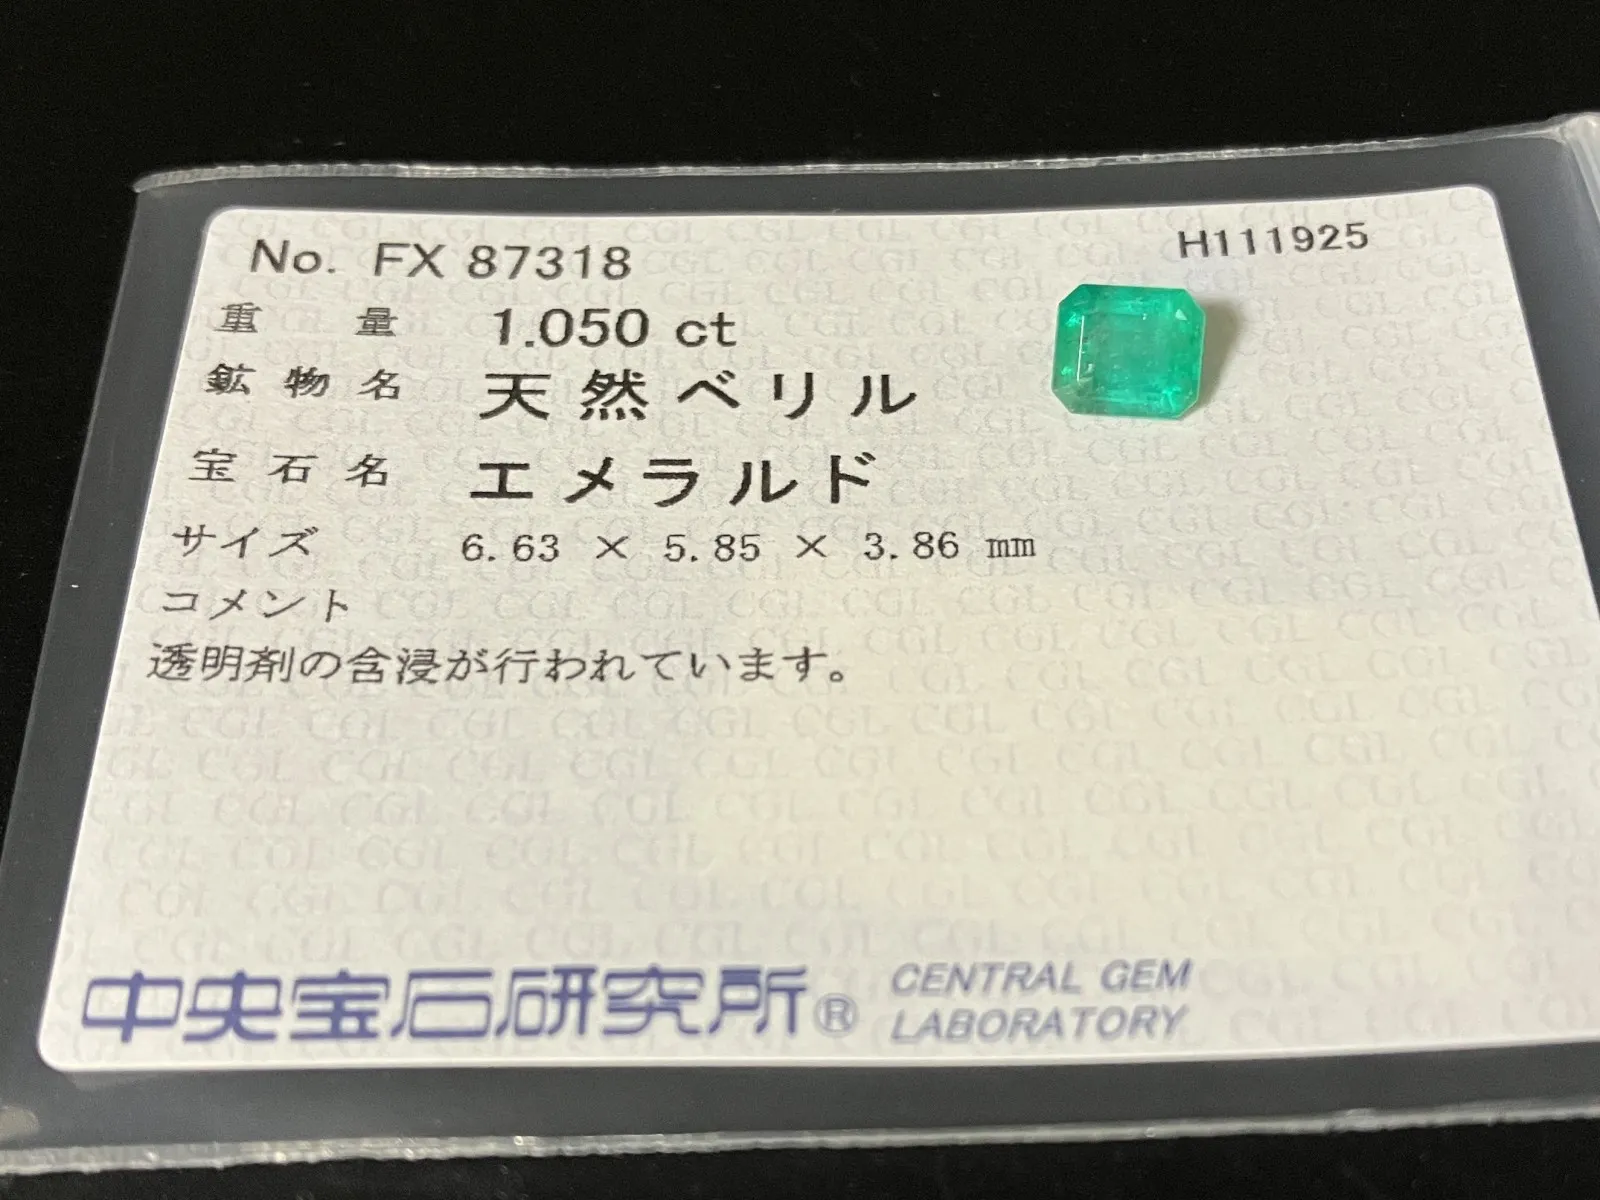 No. FX 87318
H111925
重量 1.050 ct
鉱物名 天然ベリル
宝石名 エメラルド
サイズ 6.63 × 5.85 × 3.86 mm
コメント
透明剤の含浸が行われています。
中央宝石研究所® CENTRAL GEM
LABORATORY